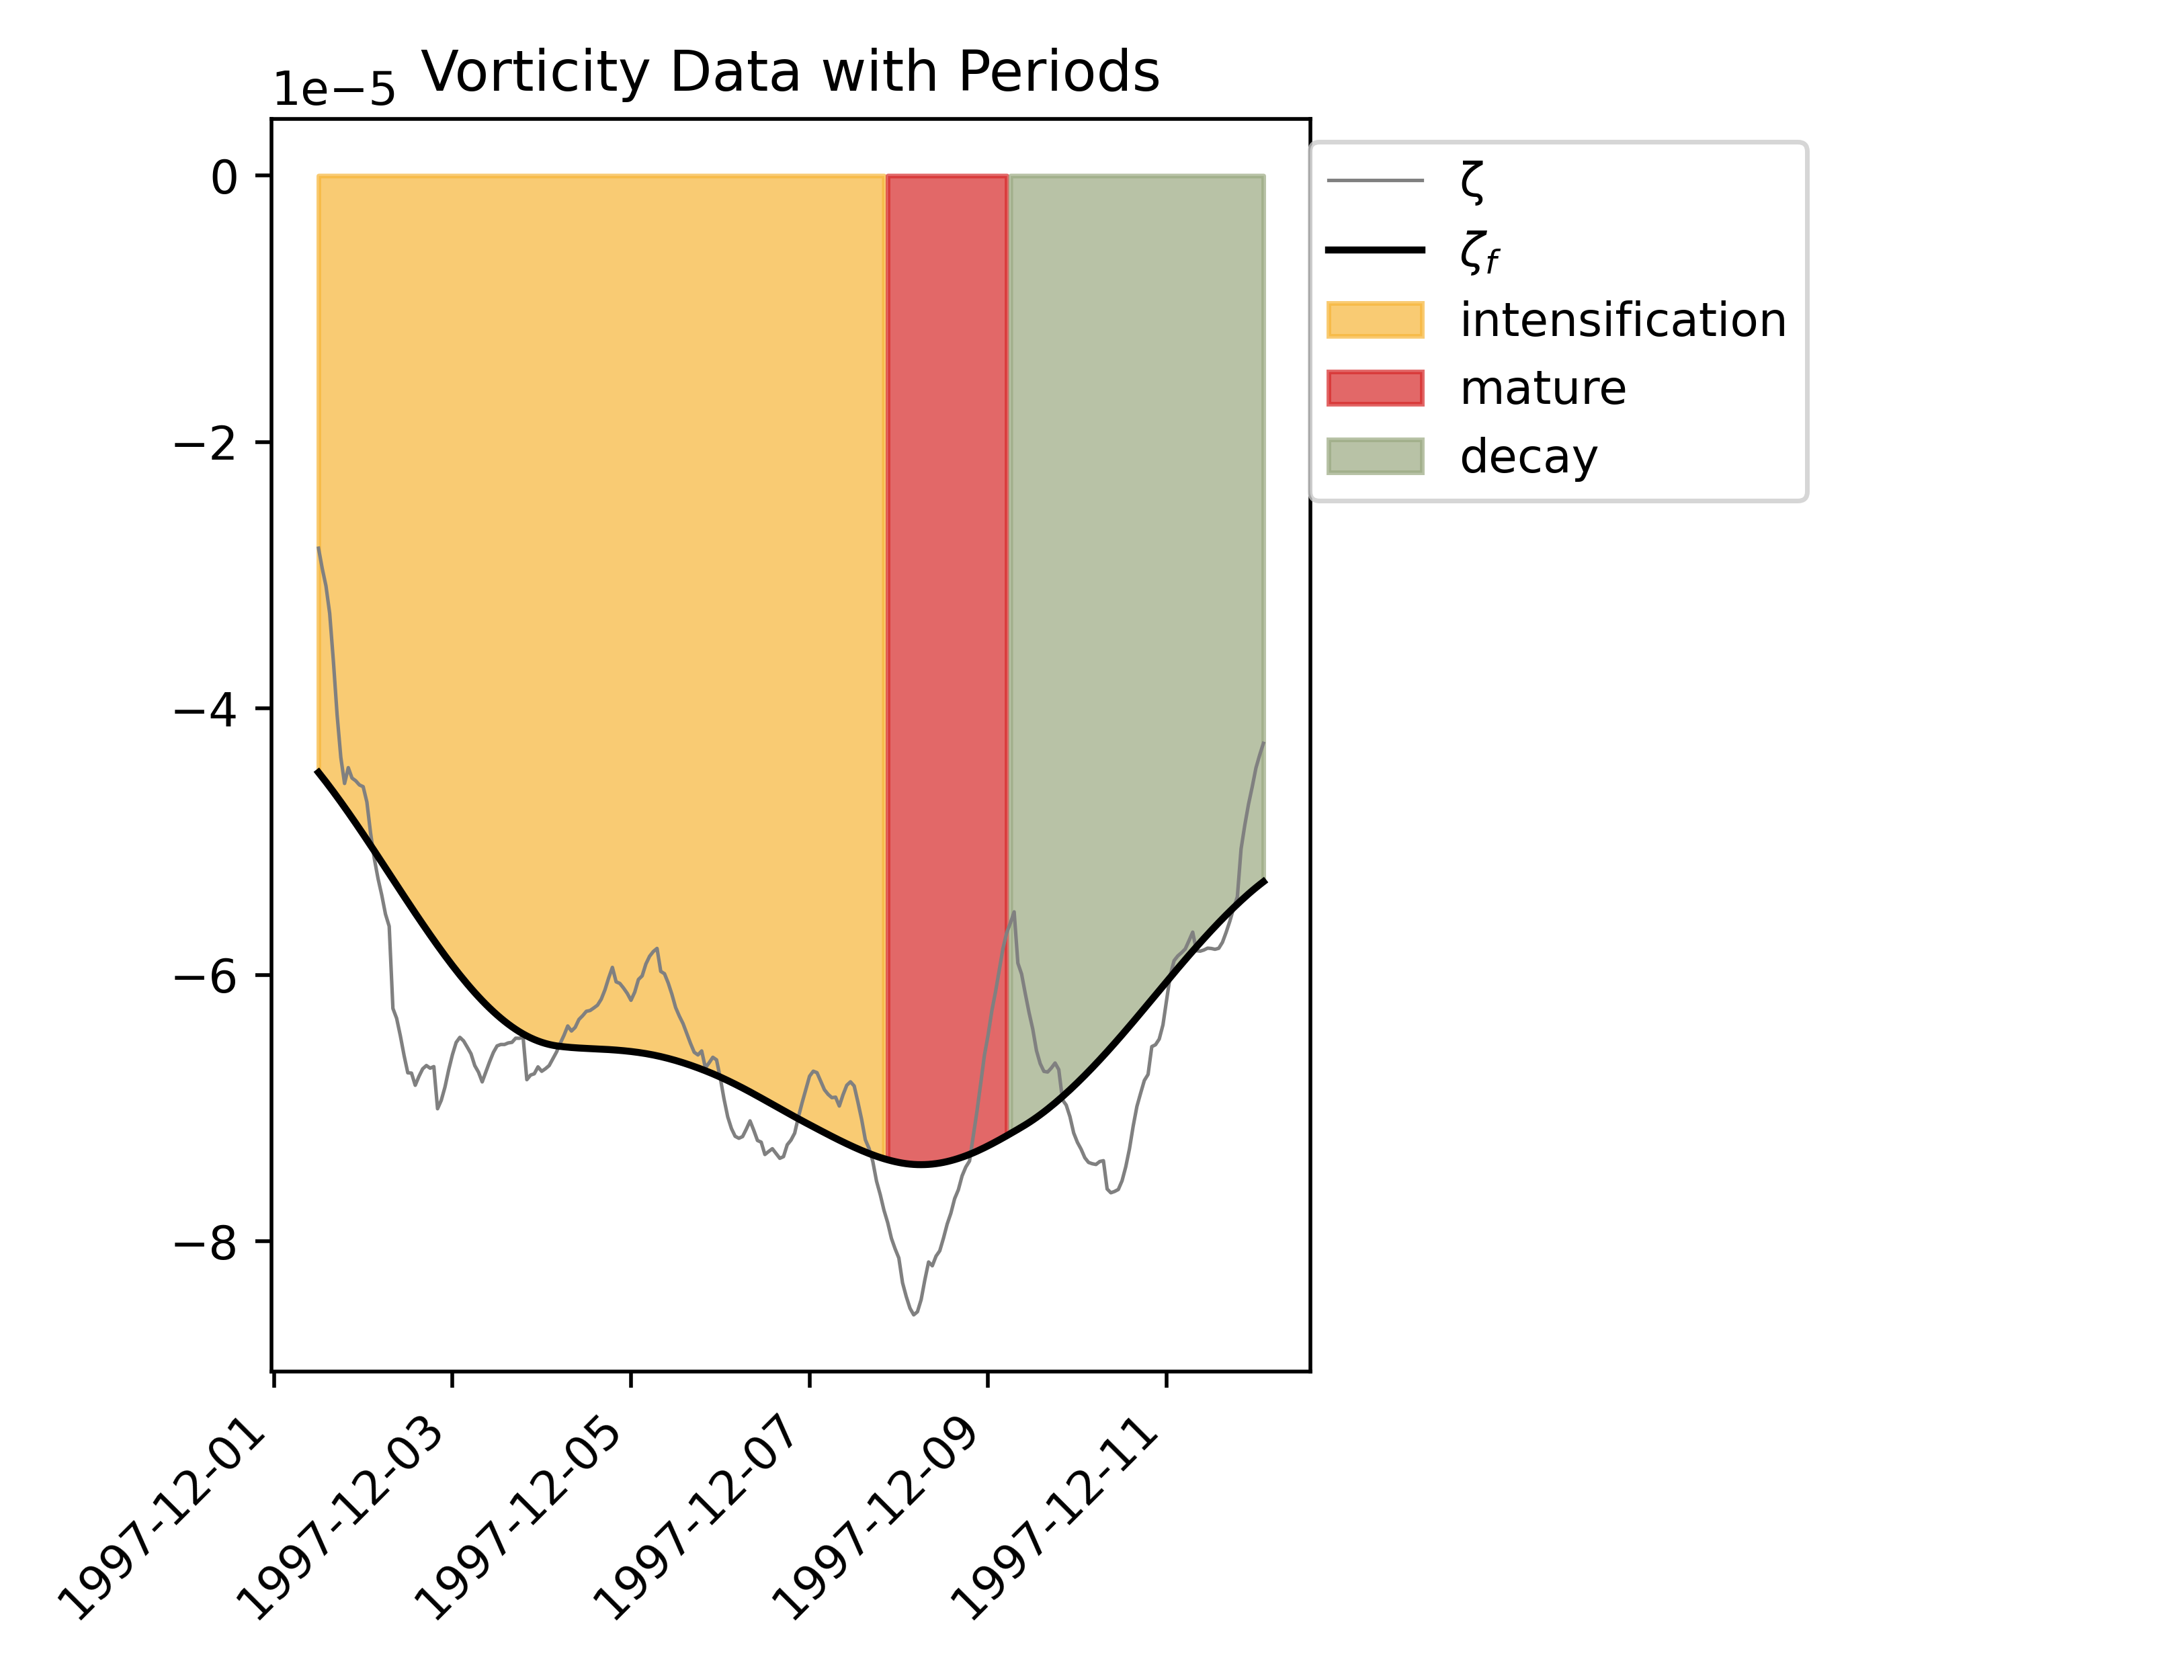 Vorticity Data with Periods
1e−5
0
−2
−4
−6
−8
1997-12-01
1997-12-03
1997-12-05
1997-12-07
1997-12-09
1997-12-11
ζ
ζf
intensification
mature
decay